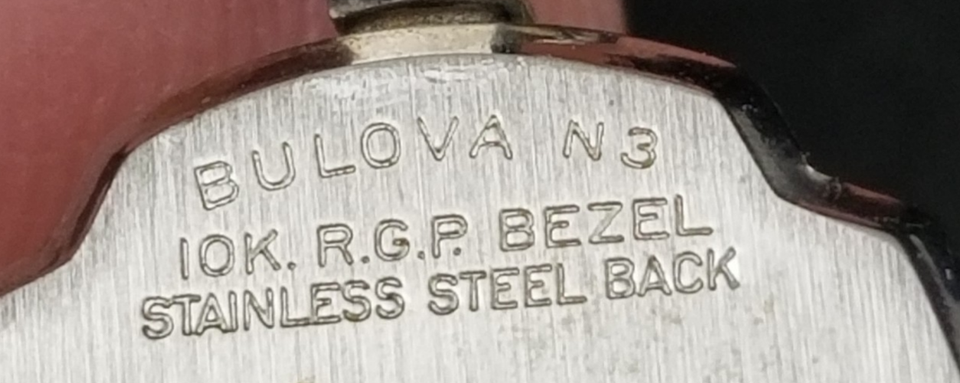 BULOVA N3
10K. R.G.P. BEZEL
STAINLESS STEEL BACK